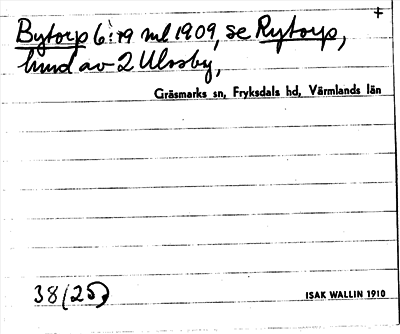 +
Bytorp 6:19 ml 1909, se Rytorp,
hmd av 2 Ulvsby,
Gräsmarks sn, Fryksdals hd, Värmlands län
38 (25)
ISAK WALLIN 1910